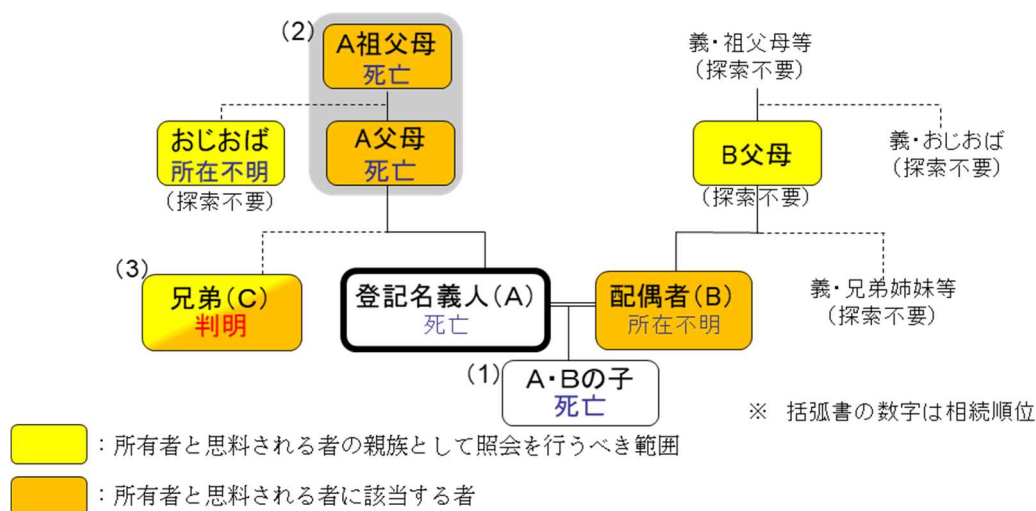 (2)
A祖父母
死亡
義・祖父母等
(探索不要)
おじおば
所在不明
(探索不要)
A父母
死亡
B父母
(探索不要)
義・おじおば
(探索不要)
(3)
兄弟(C)
判明
登記名義人(A)
死亡
配偶者(B)
所在不明
義・兄弟姉妹等
(探索不要)
(1)
A・Bの子
死亡
※ 括弧書の数字は相続順位
:所有者と思料される者の親族として照会を行うべき範囲
:所有者と思料される者に該当する者